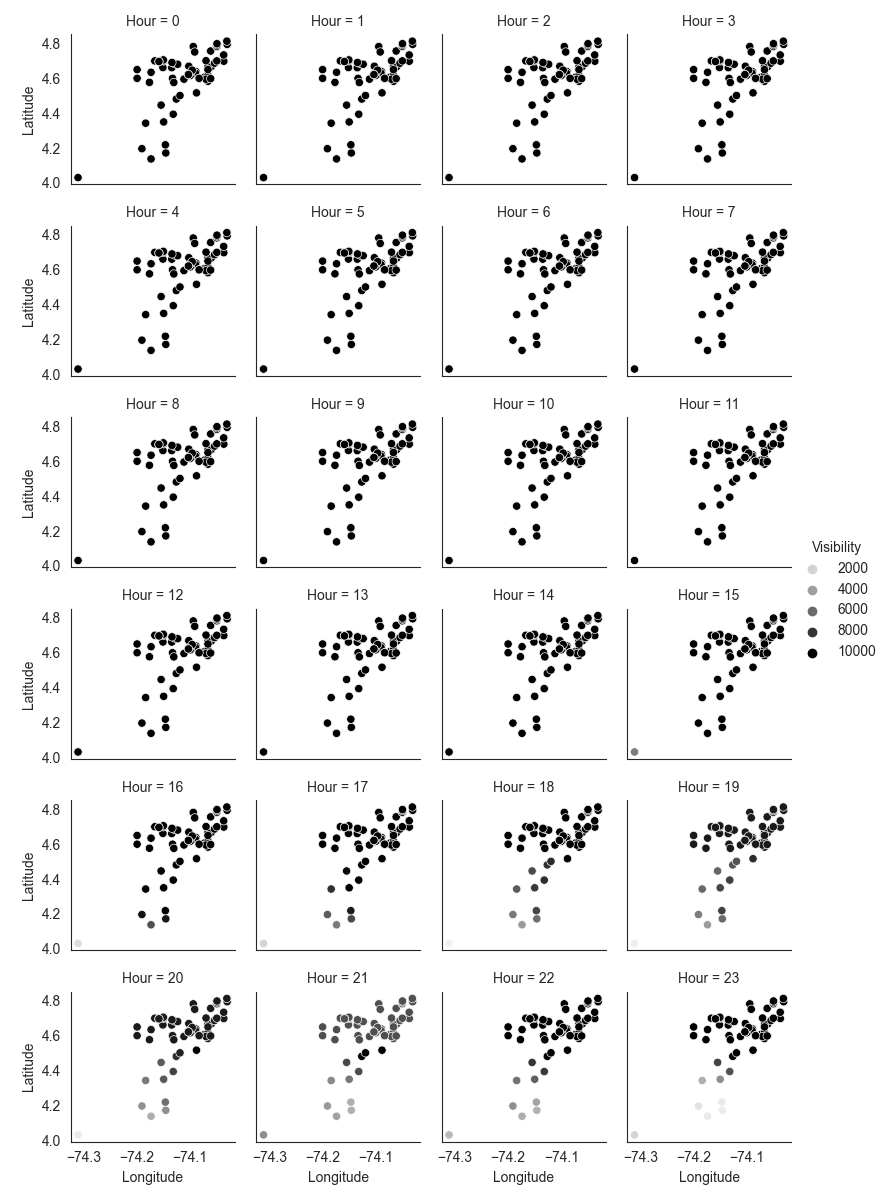 Hour = 0 Hour = 1 Hour = 2 Hour = 3
4.8
4.6
4.4
4.2
4.0
Latitude
Hour = 4 Hour = 5 Hour = 6 Hour = 7
4.8
4.6
4.4
4.2
4.0
Latitude
Hour = 8 Hour = 9 Hour = 10 Hour = 11
4.8
4.6
4.4
4.2
4.0
Latitude
Hour = 12 Hour = 13 Hour = 14 Hour = 15
4.8
4.6
4.4
4.2
4.0
Latitude
Hour = 16 Hour = 17 Hour = 18 Hour = 19
4.8
4.6
4.4
4.2
4.0
Latitude
Hour = 20 Hour = 21 Hour = 22 Hour = 23
4.8
4.6
4.4
4.2
4.0
Latitude
−74.3 −74.2 −74.1 −74.3 −74.2 −74.1 −74.3 −74.2 −74.1 −74.3 −74.2 −74.1
Longitude Longitude Longitude Longitude
Visibility
2000
4000
6000
8000
10000